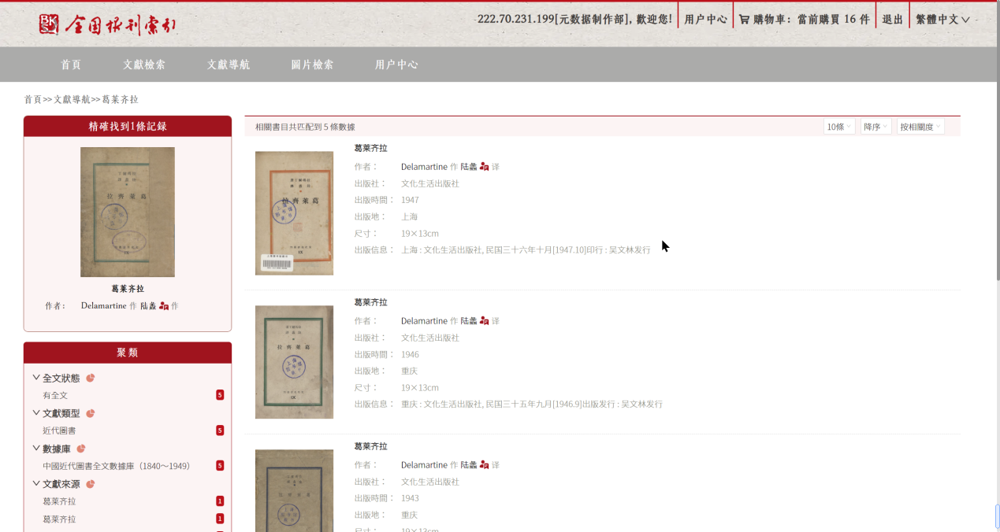 全国报刊索引
222.70.231.199[元数据制作部], 歡迎您!
用户中心
購物車：當前購買 16 件
退出
繁體中文
首頁
文獻檢索
文獻導航
圖片檢索
用户中心
首頁>>文獻導航>>葛莱齐拉
精確找到1條記録
葛莱齐拉
作者： Delamartine 作 陆蠡 作
聚類
全文狀態
有全文 5
文獻類型
近代圖書 5
數據庫
中國近代圖書全文數據庫（1840～1949） 5
文獻來源
葛莱齐拉 1
葛莱齐拉 1
相關書目共匹配到 5 條數據
10條
降序
按相關度
葛莱齐拉
作者： Delamartine 作 陆蠡 译
出版社： 文化生活出版社
出版時間： 1947
出版地： 上海
尺寸： 19×13cm
出版信息： 上海 : 文化生活出版社, 民国三十六年十月[1947.10]印行 : 吴文林发行
拉齊萊葛
IX
葛莱齐拉
作者： Delamartine 作 陆蠡 译
出版社： 文化生活出版社
出版時間： 1946
出版地： 重庆
尺寸： 19×13cm
出版信息： 重庆 : 文化生活出版社, 民国三十五年九月[1946.9]出版发行 : 吴文林发行
拉齊萊葛
IX
葛莱齐拉
作者： Delamartine 作 陆蠡 译
出版社： 文化生活出版社
出版時間： 1943
出版地： 重庆
尺寸： 19×13cm